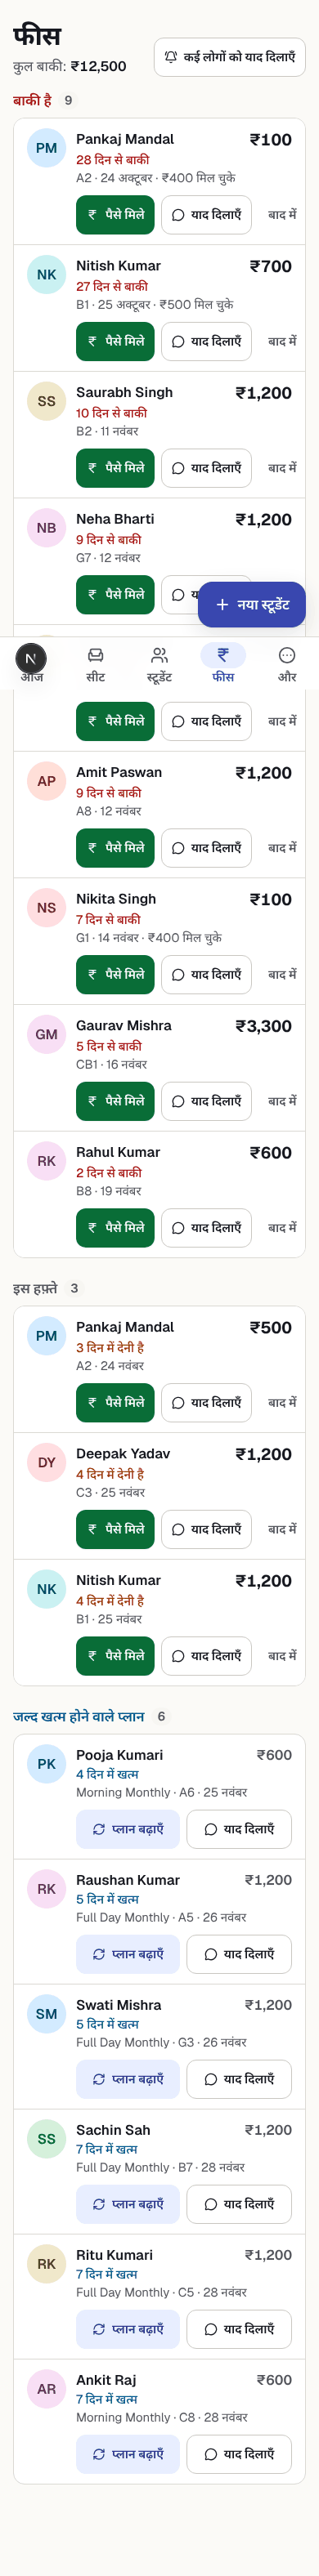 फीस
कुल बाकी: ₹12,500
कई लोगों को याद दिलाएँ
बाकी है 9
PM
Pankaj Mandal
₹100
28 दिन से बाकी
A2 · 24 अक्टूबर · ₹400 मिल चुके
₹ पैसे मिले
याद दिलाएँ
बाद में
NK
Nitish Kumar
₹700
27 दिन से बाकी
B1 · 25 अक्टूबर · ₹500 मिल चुके
₹ पैसे मिले
याद दिलाएँ
बाद में
SS
Saurabh Singh
₹1,200
10 दिन से बाकी
B2 · 11 नवंबर
₹ पैसे मिले
याद दिलाएँ
बाद में
NB
Neha Bharti
₹1,200
9 दिन से बाकी
G7 · 12 नवंबर
₹ पैसे मिले
+ नया स्टूडेंट
N
आज
सीट
स्टूडेंट
₹
फीस
और
₹ पैसे मिले
याद दिलाएँ
बाद में
AP
Amit Paswan
₹1,200
9 दिन से बाकी
A8 · 12 नवंबर
₹ पैसे मिले
याद दिलाएँ
बाद में
NS
Nikita Singh
₹100
7 दिन से बाकी
G1 · 14 नवंबर · ₹400 मिल चुके
₹ पैसे मिले
याद दिलाएँ
बाद में
GM
Gaurav Mishra
₹3,300
5 दिन से बाकी
CB1 · 16 नवंबर
₹ पैसे मिले
याद दिलाएँ
बाद में
RK
Rahul Kumar
₹600
2 दिन से बाकी
B8 · 19 नवंबर
₹ पैसे मिले
याद दिलाएँ
बाद में
इस हफ़्ते 3
PM
Pankaj Mandal
₹500
3 दिन में देनी है
A2 · 24 नवंबर
₹ पैसे मिले
याद दिलाएँ
बाद में
DY
Deepak Yadav
₹1,200
4 दिन में देनी है
C3 · 25 नवंबर
₹ पैसे मिले
याद दिलाएँ
बाद में
NK
Nitish Kumar
₹1,200
4 दिन में देनी है
B1 · 25 नवंबर
₹ पैसे मिले
याद दिलाएँ
बाद में
जल्द खत्म होने वाले प्लान 6
PK
Pooja Kumari
₹600
4 दिन में खत्म
Morning Monthly · A6 · 25 नवंबर
प्लान बढ़ाएँ
याद दिलाएँ
RK
Raushan Kumar
₹1,200
5 दिन में खत्म
Full Day Monthly · A5 · 26 नवंबर
प्लान बढ़ाएँ
याद दिलाएँ
SM
Swati Mishra
₹1,200
5 दिन में खत्म
Full Day Monthly · G3 · 26 नवंबर
प्लान बढ़ाएँ
याद दिलाएँ
SS
Sachin Sah
₹1,200
7 दिन में खत्म
Full Day Monthly · B7 · 28 नवंबर
प्लान बढ़ाएँ
याद दिलाएँ
RK
Ritu Kumari
₹1,200
7 दिन में खत्म
Full Day Monthly · C5 · 28 नवंबर
प्लान बढ़ाएँ
याद दिलाएँ
AR
Ankit Raj
₹600
7 दिन में खत्म
Morning Monthly · C8 · 28 नवंबर
प्लान बढ़ाएँ
याद दिलाएँ